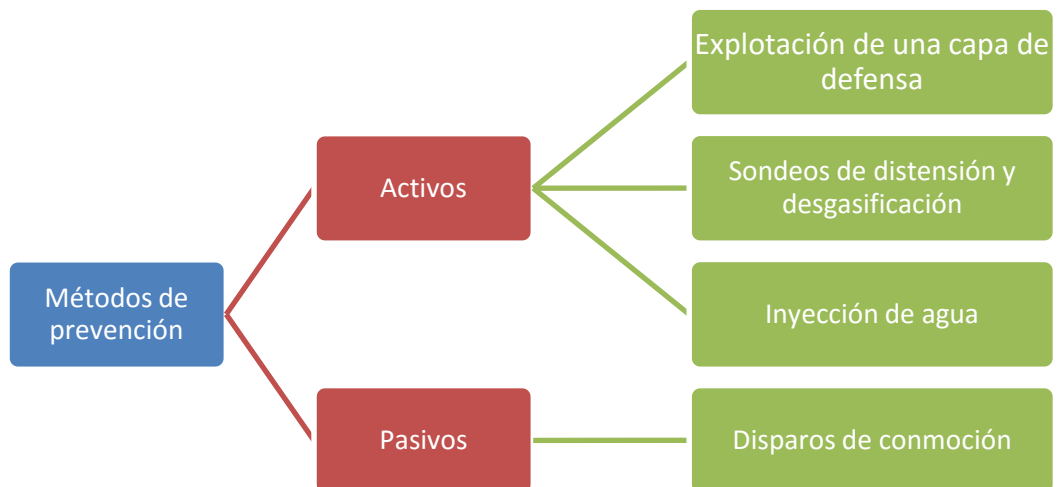 Explotación de una capa de
defensa
Activos
Sondeos de distensión y
desgasificación
Métodos de
prevención
Inyección de agua
Pasivos
Disparos de conmoción